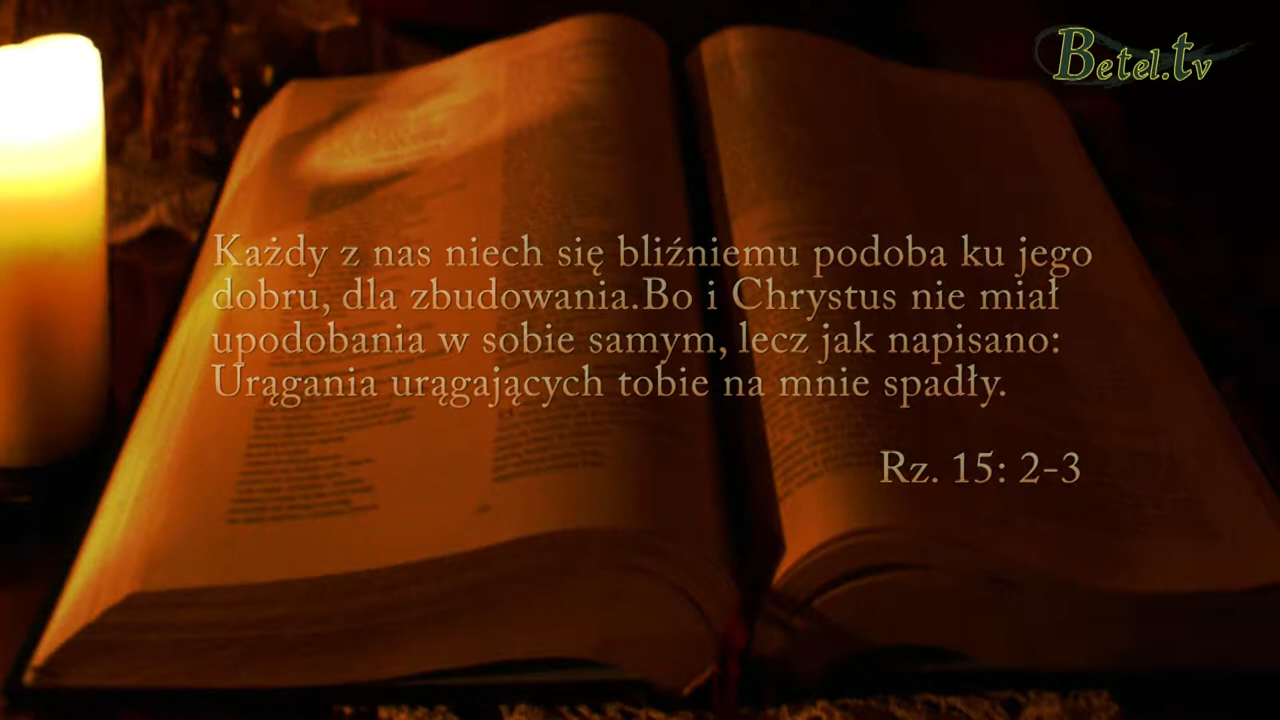 Betel.tv
Każdy z nas niech się bliźniemu podoba ku jego
dobru, dla zbudowania.Bo i Chrystus nie miał
upodobania w sobie samym, lecz jak napisano:
Urągania urągających tobie na mnie spadły.
Rz. 15: 2-3